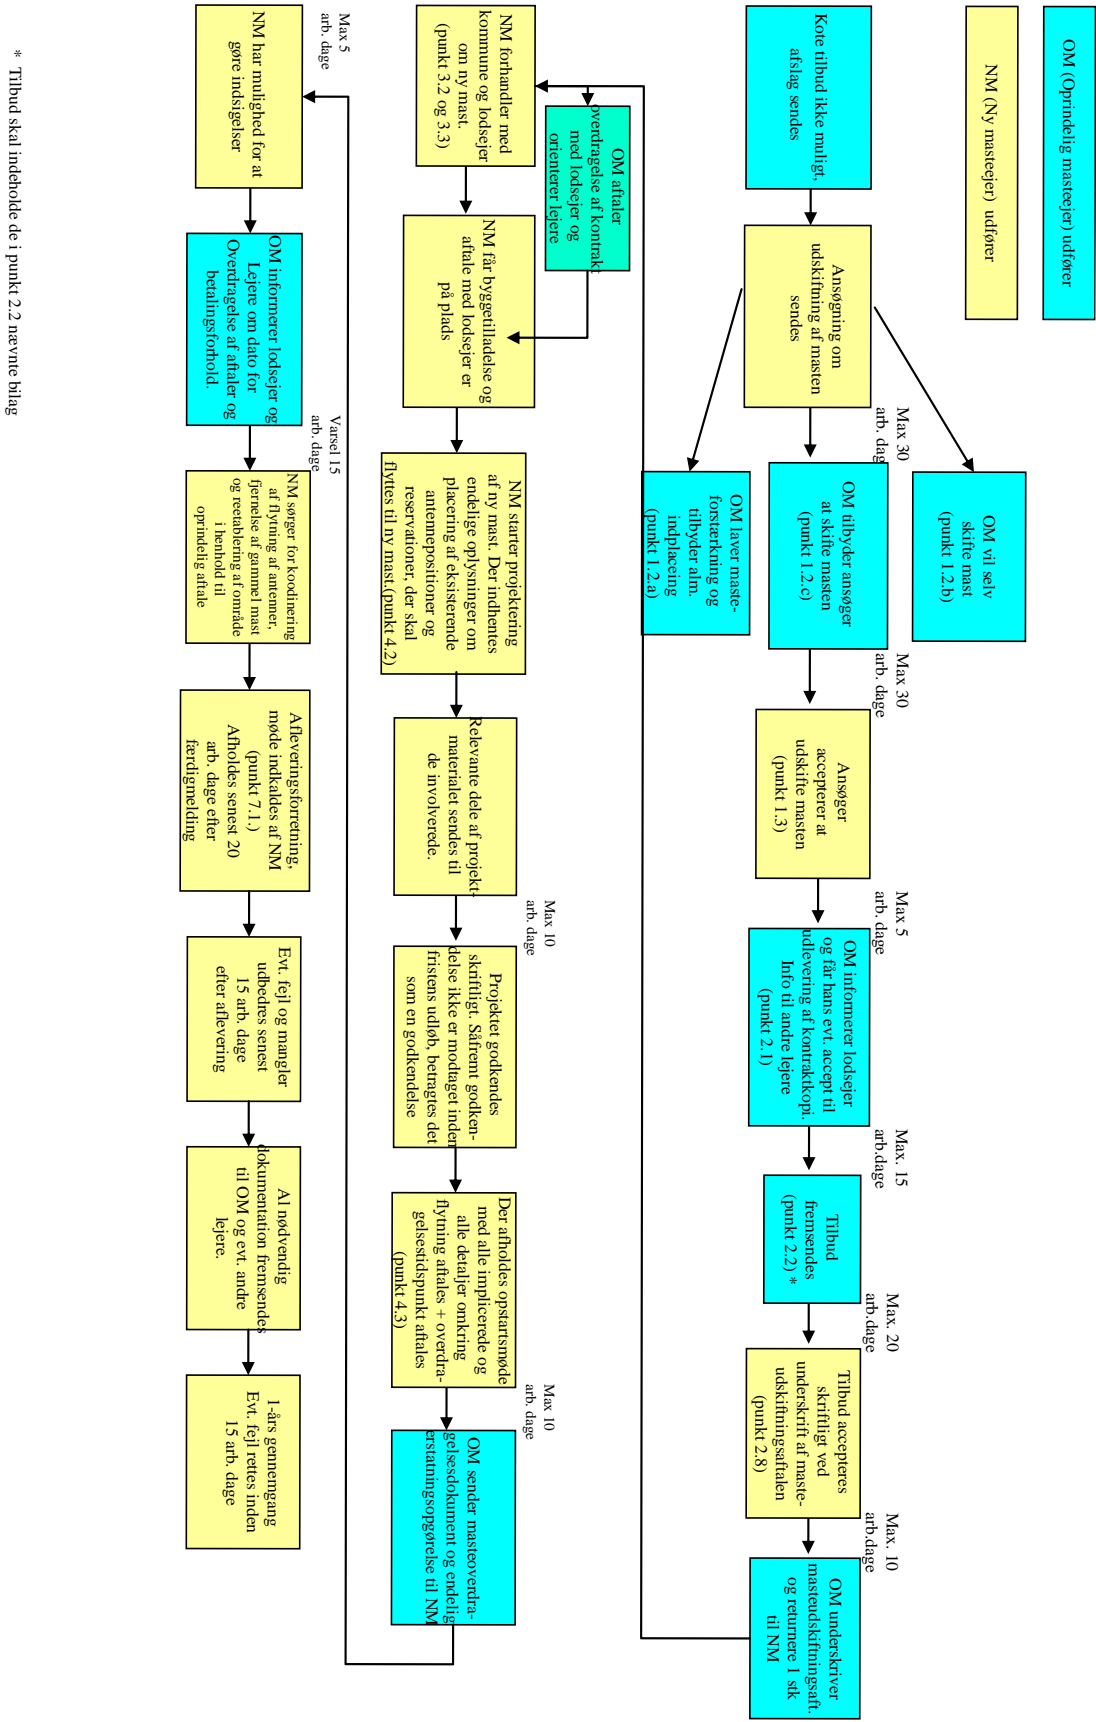 OM (Oprindelig masteejer) udfører
NM (Ny masteejer)  udfører
Kote tilbud ikke muligt,
afslag sendes
Ansøgning om
udskiftning af masten
sendes
Max 30
arb. dage
OM vil selv
skifte mast
(punkt 1.2.b)
OM tilbyder ansøger
at skifte masten
(punkt 1.2.c)
OM laver maste-
forstærkning og
tilbyder alm.
indplaceing
(punkt 1.2.a)
Max 30
arb. dage
Ansøger
accepterer at
udskifte masten
(punkt 1.3)
Max 5
arb. dage
OM informerer lodsejer
og får hans evt. accept til
udlevering af kontraktkopi.
Info til andre lejere
(punkt 2.1)
Max. 15
arb.dage
Tilbud
fremsendes
(punkt 2.2) *
Max. 20
arb.dage
Tilbud accepteres
skriftligt ved
underskrift af maste-
udskiftningsaftalen
(punkt 2.8)
Max. 10
arb.dage
OM underskriver
masteudskiftningsaft.
og returnere 1 stk
til NM
OM aftaler
overdragelse af kontrakt
med lodsejer og
orienterer lejere
NM forhandler med
kommune og lodsejer
om ny mast.
(punkt 3.2 og 3.3)
NM får byggetilladelse og
aftale med lodsejer er
på plads
NM starter projektering
af ny mast. Der indhentes
endelige oplysninger om
placering af eksisterende
antennepositioner og
reservationer, der skal
flyttes til ny mast.(punkt 4.2)
Relevante dele af projekt-
materialet sendes til
de involverede.
Max 10
arb. dage
Projektet godkendes
skriftligt. Såfremt godken-
delse ikke er modtaget inden
fristens udløb, betragtes det
som en godkendelse
Der afholdes opstartsmøde
med alle implicerede og
alle detaljer omkring
flytning aftales + overdra-
gelsestidspunkt aftales
(punkt 4.3)
Max 10
arb. dage
OM sender masteoverdra-
gelsesdokument og endelig
erstatningsopgørelse til NM
Max 5
arb. dage
NM har mulighed for at
gøre indsigelser
OM informerer lodsejer og
Lejere om dato for
Overdragelse af aftaler og
betalingsforhold.
Varsel 15
arb. dage
NM sørger for koodinering
af flytning af antenner,
fjernelse af gammel mast
og reetablering af område
i henhold til
oprindelig aftale
Afleveringsforretning,
møde indkaldes af NM
(punkt 7.1.)
Afholdes senest 20
arb. dage efter
færdigmelding
Evt. fejl og mangler
udbedres senest
15 arb. dage
efter aflevering
Al nødvendig
dokumentation fremsendes
til OM og evt. andre
lejere.
1-års gennemgang
Evt. fejl rettes inden
15 arb. dage
*  Tilbud skal indeholde de i punkt 2.2 nævnte bilag